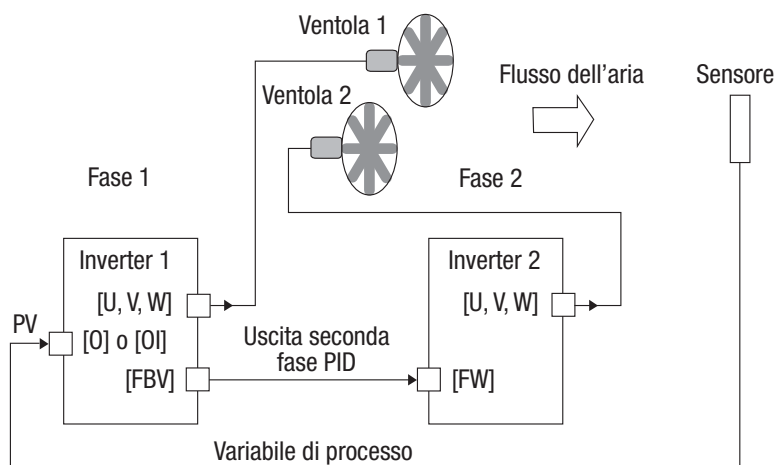 Ventola 1
Ventola 2
Flusso dell'aria
Sensore
Fase 1
Fase 2
Inverter 1
Inverter 2
[U, V, W]
[U, V, W]
PV
[O] o [OI]
Uscita seconda
fase PID
[FBV]
[FW]
Variabile di processo